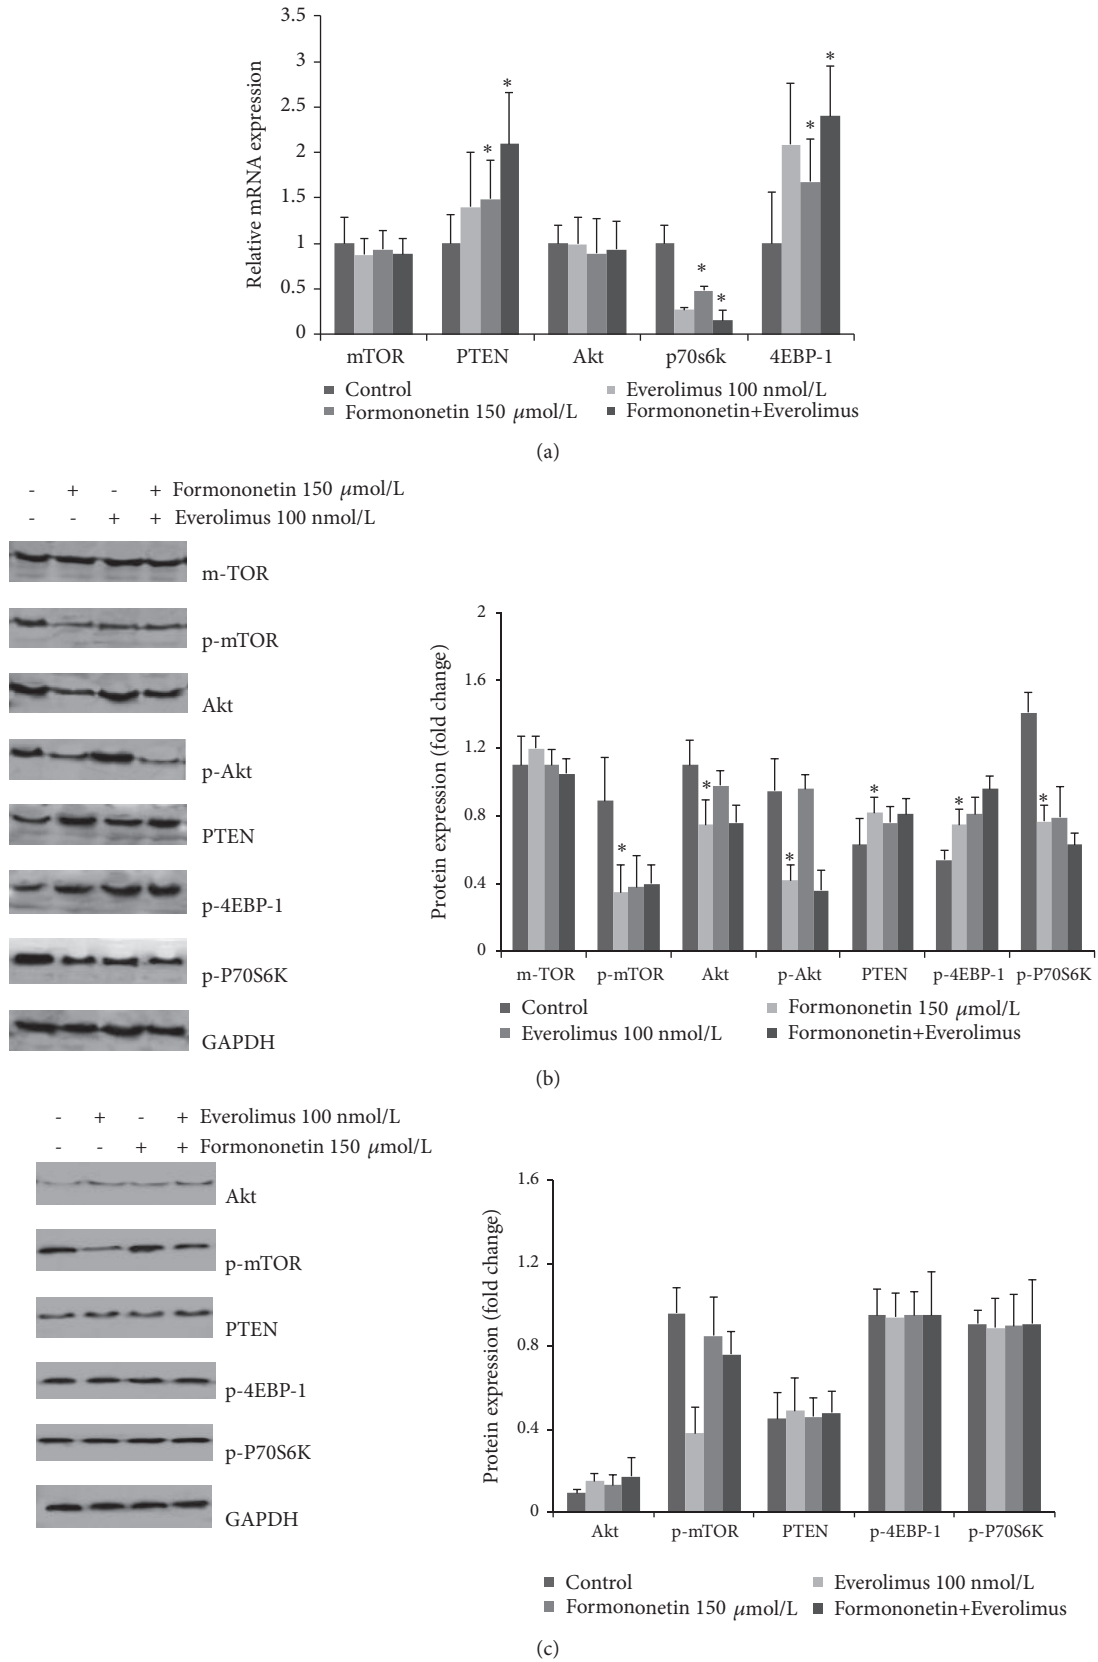 3.5
3
2.5
2
1.5
1
0.5
0
Relative mRNA expression
* * * * * *
mTOR PTEN Akt p70s6k 4EBP-1
Control Everolimus 100 nmol/L
Formononetin 150 μmol/L Formononetin+Everolimus
(a)
- + - + Formononetin 150 μmol/L
- - + + Everolimus 100 nmol/L
m-TOR
p-mTOR
Akt
p-Akt
PTEN
p-4EBP-1
p-P70S6K
GAPDH
2
1.6
1.2
0.8
0.4
0
Protein expression (fold change)
* * * * * *
m-TOR p-mTOR Akt p-Akt PTEN p-4EBP-1 p-P70S6K
Control Formononetin 150 μmol/L
Everolimus 100 nmol/L Formononetin+Everolimus
(b)
- + - + Everolimus 100 nmol/L
- - + + Formononetin 150 μmol/L
Akt
p-mTOR
PTEN
p-4EBP-1
p-P70S6K
GAPDH
1.6
1.2
0.8
0.4
0
Protein expression (fold change)
Akt p-mTOR PTEN p-4EBP-1 p-P70S6K
Control Everolimus 100 nmol/L
Formononetin 150 μmol/L Formononetin+Everolimus
(c)